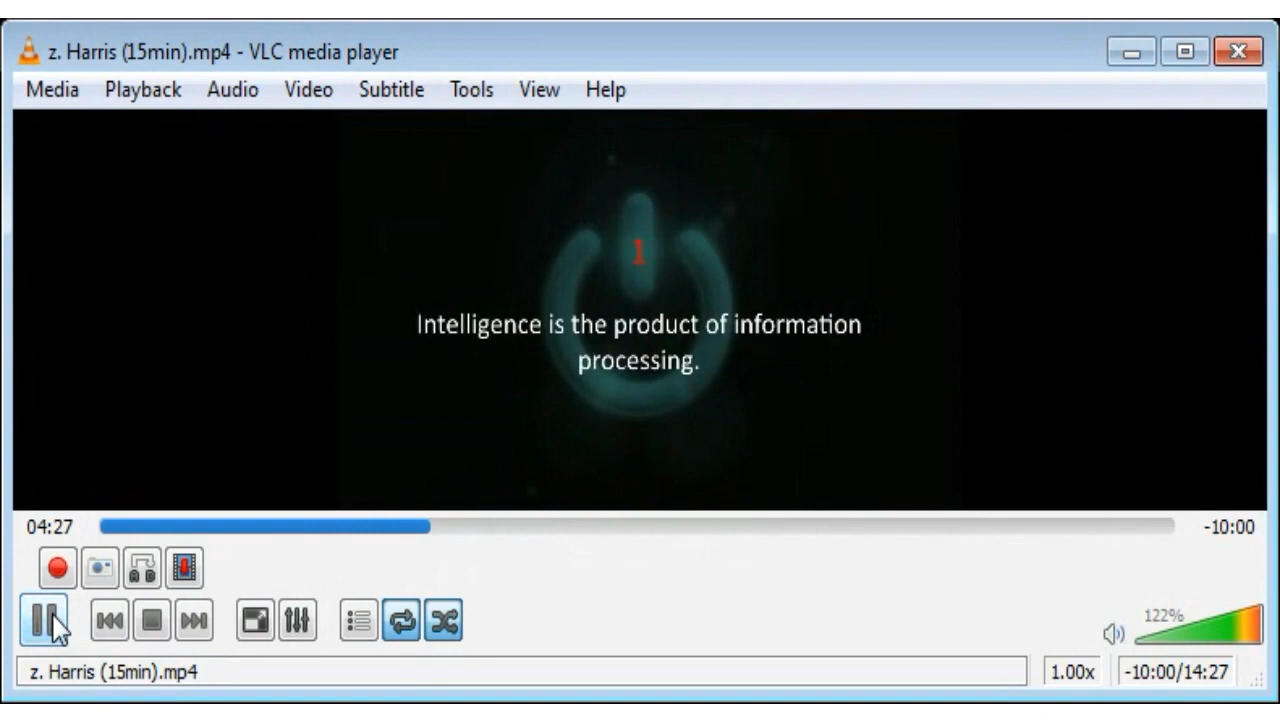 z. Harris (15min).mp4 - VLC media player
Media Playback Audio Video Subtitle Tools View Help
1
Intelligence is the product of information
processing.
04:27 -10:00
A B
122%
z. Harris (15min).mp4 1.00x -10:00/14:27